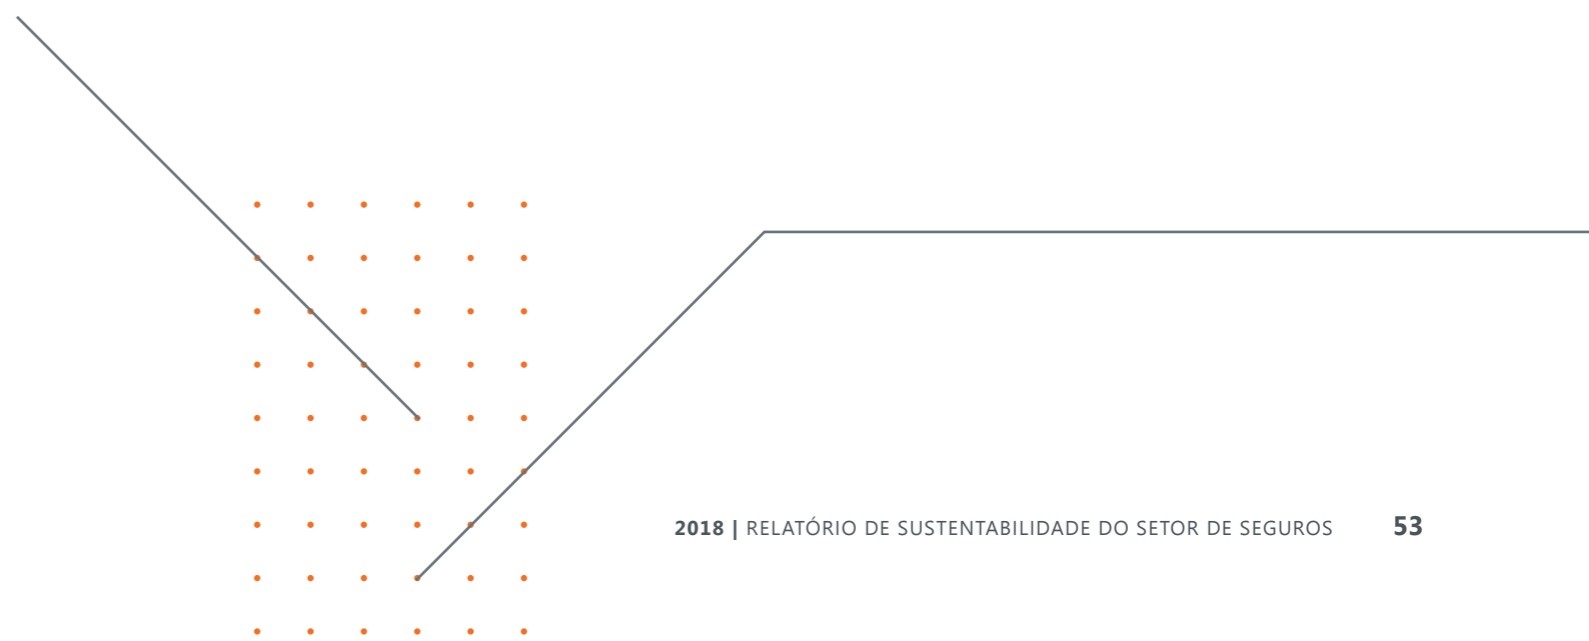 2018 | RELATÓRIO DE SUSTENTABILIDADE DO SETOR DE SEGUROS 53